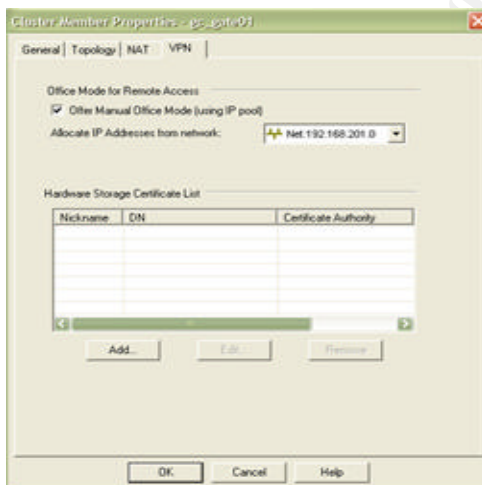 Cluster Member Properties - gc_gate01
General Topology NAT VPN
Office Mode for Remote Access
Offer Manual Office Mode (using IP pool)
Allocate IP Addresses from network: Net:192.168.201.0
Hardware Storage Certificate List
Nickname DN Certificate Authority
Add... Edit... Remove
OK Cancel Help